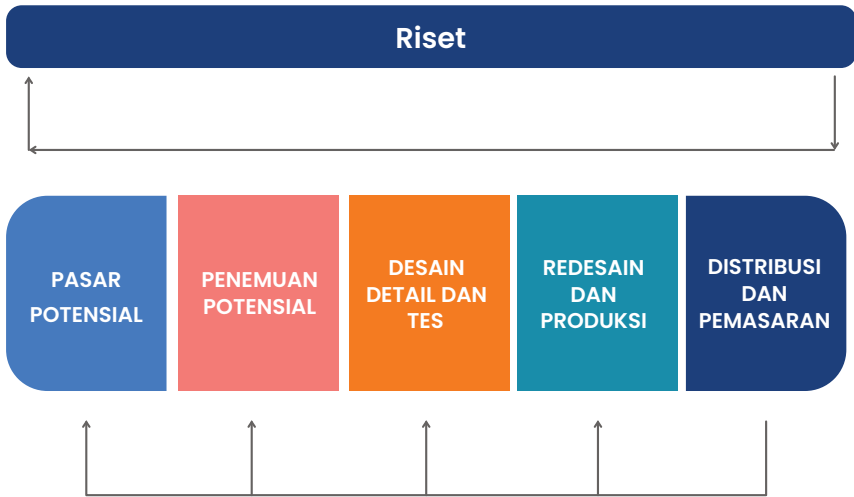 Riset
PASAR
POTENSIAL
PENEMUAN
POTENSIAL
DESAIN
DETAIL DAN
TES
REDESAIN
DAN
PRODUKSI
DISTRIBUSI
DAN
PEMASARAN